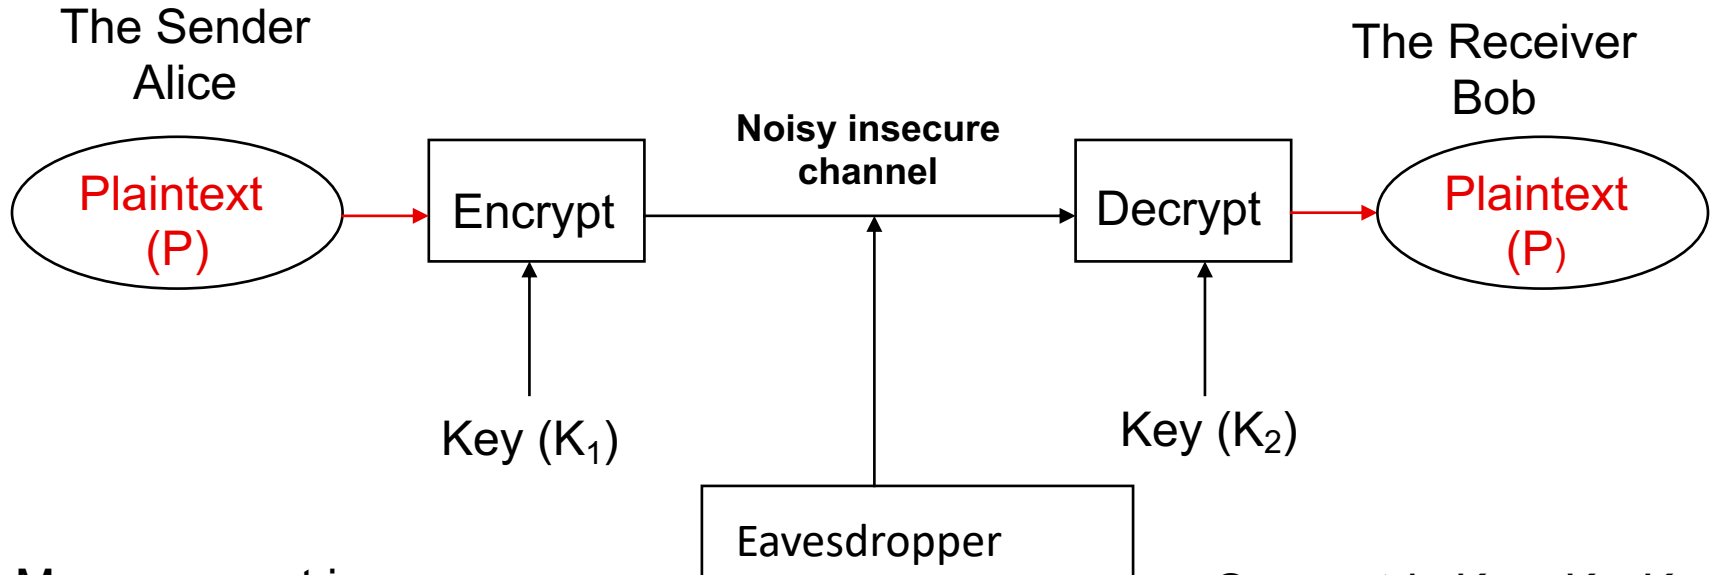 The Sender
Alice
The Receiver
Bob
Noisy insecure
channel
Plaintext
(P)
Encrypt
Decrypt
Plaintext
(P)
Key (K₁)
Key (K₂)
Eavesdropper